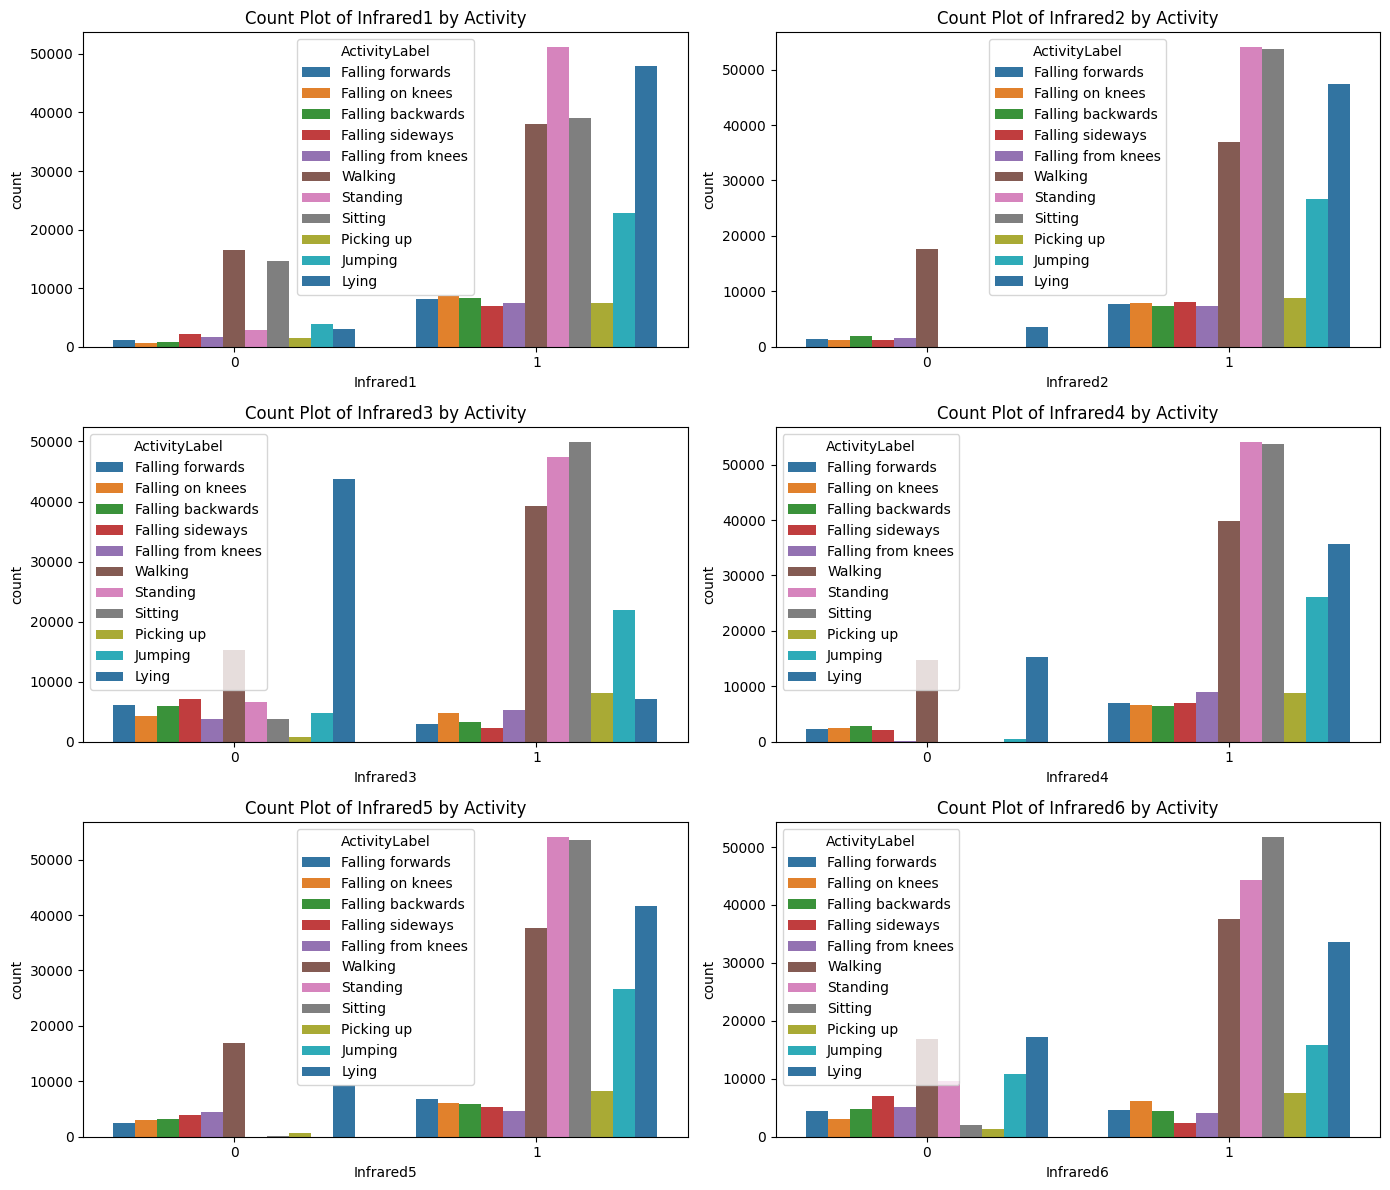 Count Plot of Infrared1 by Activity
count
50000
40000
30000
20000
10000
0
ActivityLabel
Falling forwards
Falling on knees
Falling backwards
Falling sideways
Falling from knees
Walking
Standing
Sitting
Picking up
Jumping
Lying
0 1
Infrared1
Count Plot of Infrared2 by Activity
count
50000
40000
30000
20000
10000
0
ActivityLabel
Falling forwards
Falling on knees
Falling backwards
Falling sideways
Falling from knees
Walking
Standing
Sitting
Picking up
Jumping
Lying
0 1
Infrared2
Count Plot of Infrared3 by Activity
count
50000
40000
30000
20000
10000
0
ActivityLabel
Falling forwards
Falling on knees
Falling backwards
Falling sideways
Falling from knees
Walking
Standing
Sitting
Picking up
Jumping
Lying
0 1
Infrared3
Count Plot of Infrared4 by Activity
count
50000
40000
30000
20000
10000
0
ActivityLabel
Falling forwards
Falling on knees
Falling backwards
Falling sideways
Falling from knees
Walking
Standing
Sitting
Picking up
Jumping
Lying
0 1
Infrared4
Count Plot of Infrared5 by Activity
count
50000
40000
30000
20000
10000
0
ActivityLabel
Falling forwards
Falling on knees
Falling backwards
Falling sideways
Falling from knees
Walking
Standing
Sitting
Picking up
Jumping
Lying
0 1
Infrared5
Count Plot of Infrared6 by Activity
count
50000
40000
30000
20000
10000
0
ActivityLabel
Falling forwards
Falling on knees
Falling backwards
Falling sideways
Falling from knees
Walking
Standing
Sitting
Picking up
Jumping
Lying
0 1
Infrared6